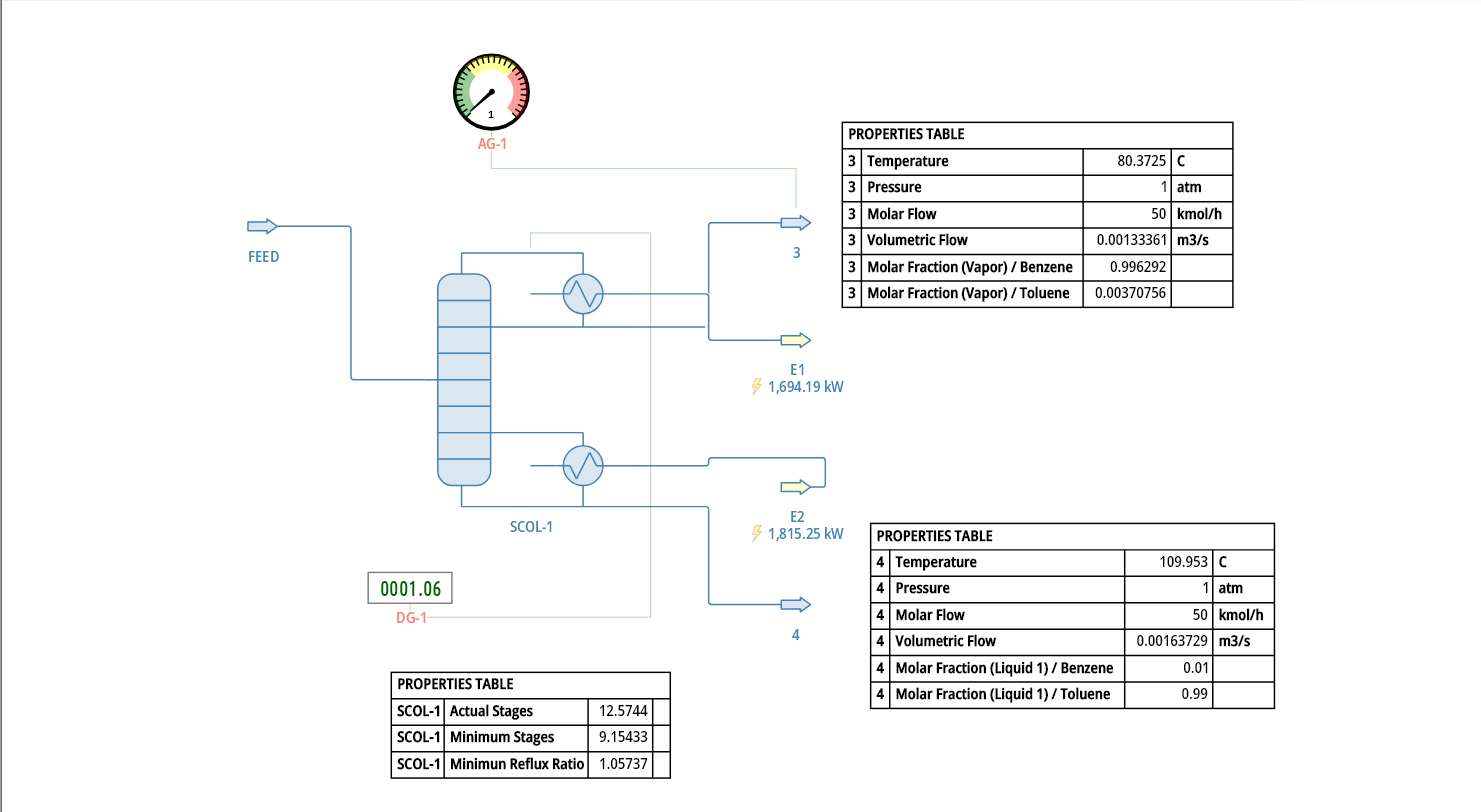 1
AG-1
FEED
3
E1
1,694.19 kW
E2
1,815.25 kW
SCOL-1
0001.06
DG-1
4
PROPERTIES TABLE
3 Temperature 80.3725 C
3 Pressure 1 atm
3 Molar Flow 50 kmol/h
3 Volumetric Flow 0.00133361 m3/s
3 Molar Fraction (Vapor) / Benzene 0.996292
3 Molar Fraction (Vapor) / Toluene 0.00370756
PROPERTIES TABLE
4 Temperature 109.953 C
4 Pressure 1 atm
4 Molar Flow 50 kmol/h
4 Volumetric Flow 0.00163729 m3/s
4 Molar Fraction (Liquid 1) / Benzene 0.01
4 Molar Fraction (Liquid 1) / Toluene 0.99
PROPERTIES TABLE
SCOL-1 Actual Stages 12.5744
SCOL-1 Minimum Stages 9.15433
SCOL-1 Minimun Reflux Ratio 1.05737